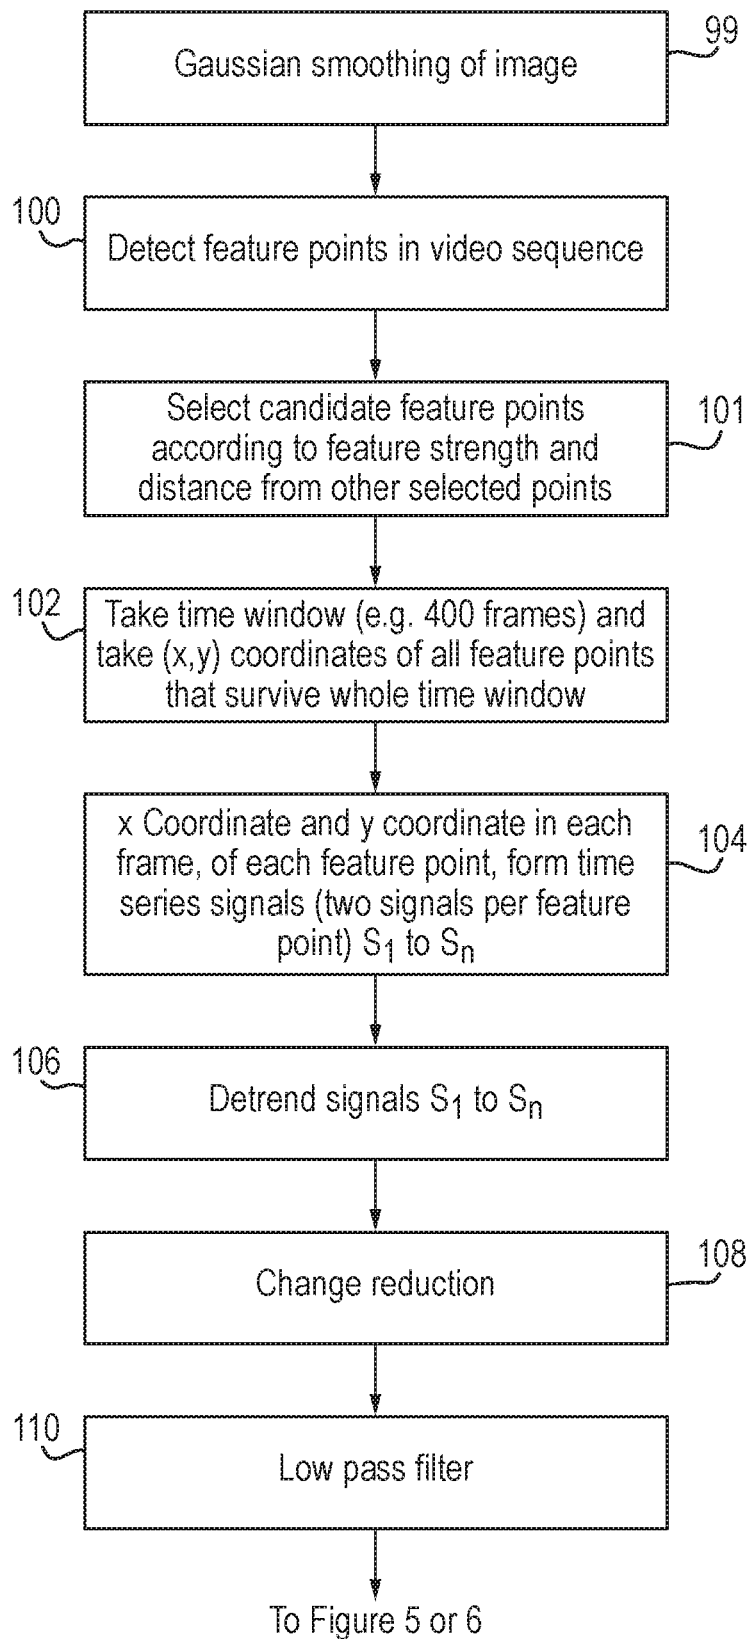 99
Gaussian smoothing of image
100
Detect feature points in video sequence
101
Select candidate feature points
according to feature strength and
distance from other selected points
102
Take time window (e.g. 400 frames) and
take (x,y) coordinates of all feature points
that survive whole time window
104
x Coordinate and y coordinate in each
frame, of each feature point, form time
series signals (two signals per feature
point) S1 to Sn
106
Detrend signals S1 to Sn
108
Change reduction
110
Low pass filter
To Figure 5 or 6